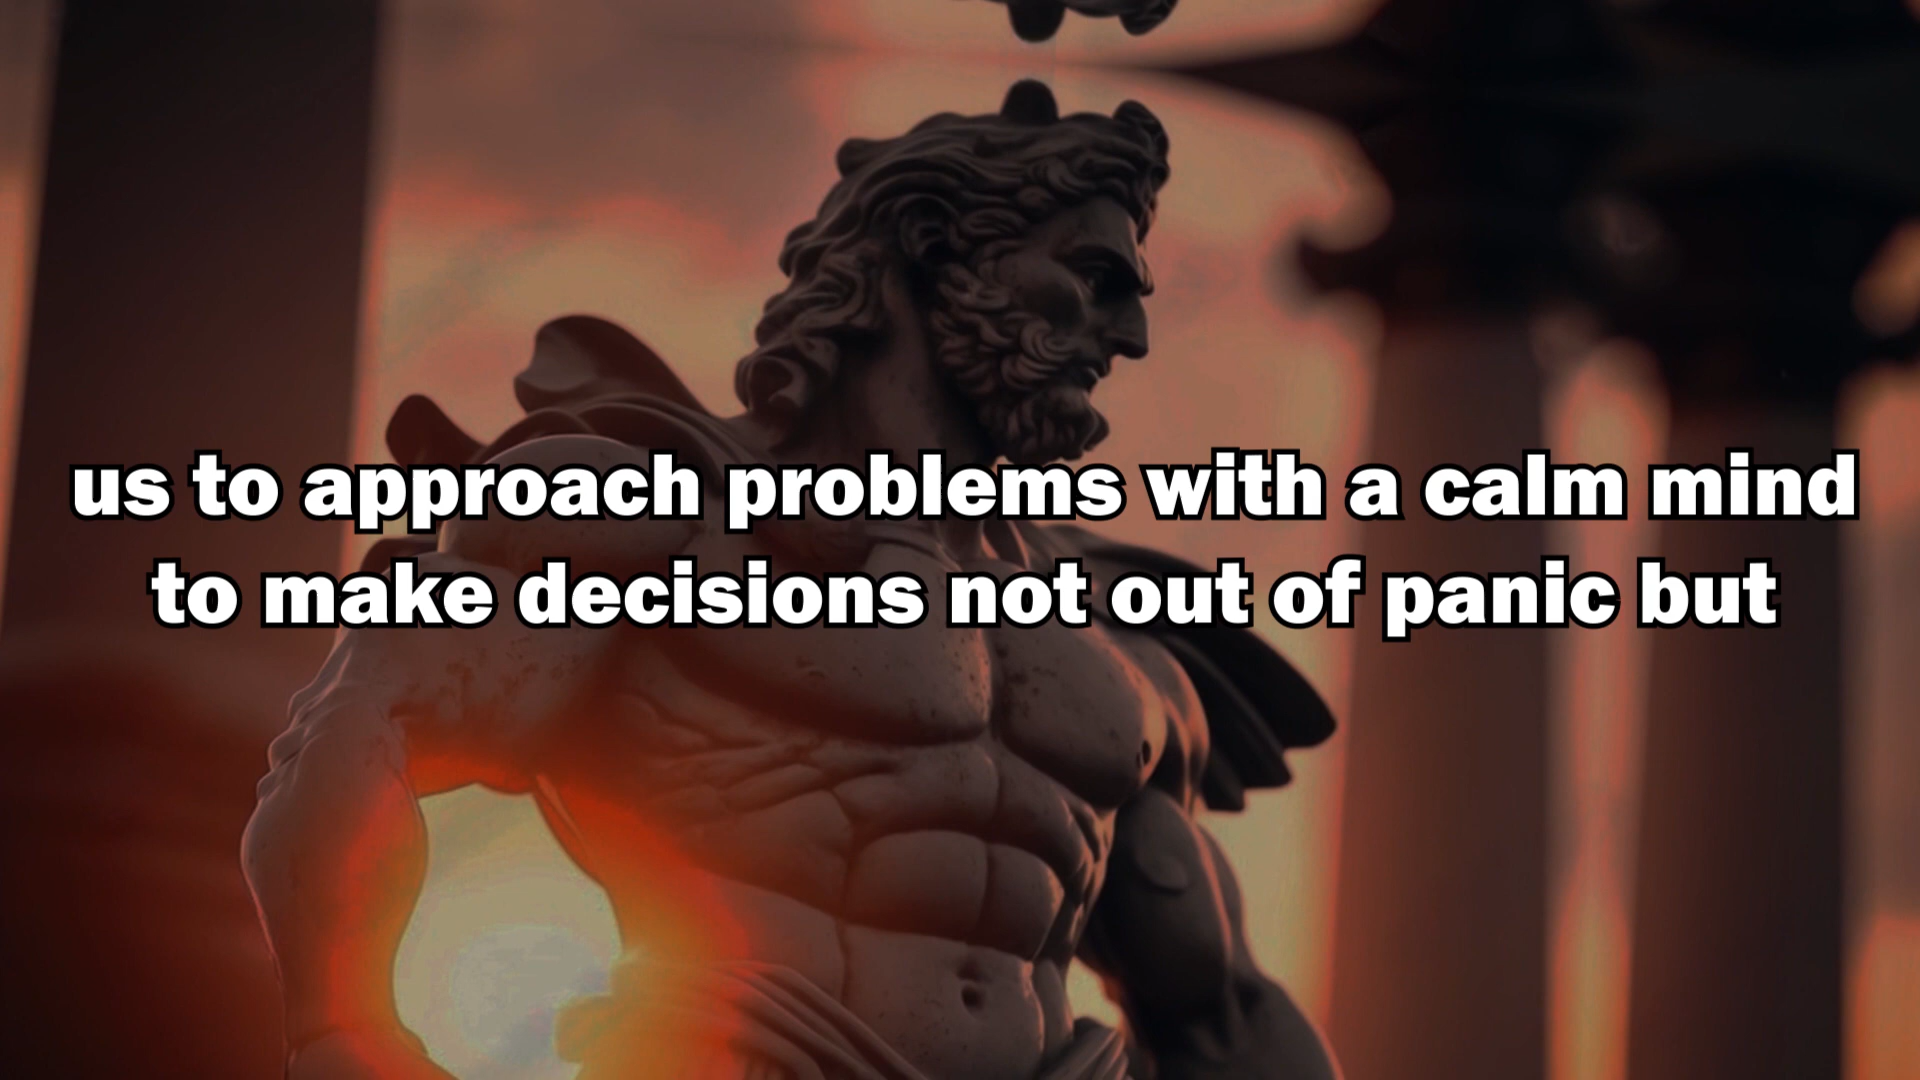 us to approach problems with a calm mind
to make decisions not out of panic but